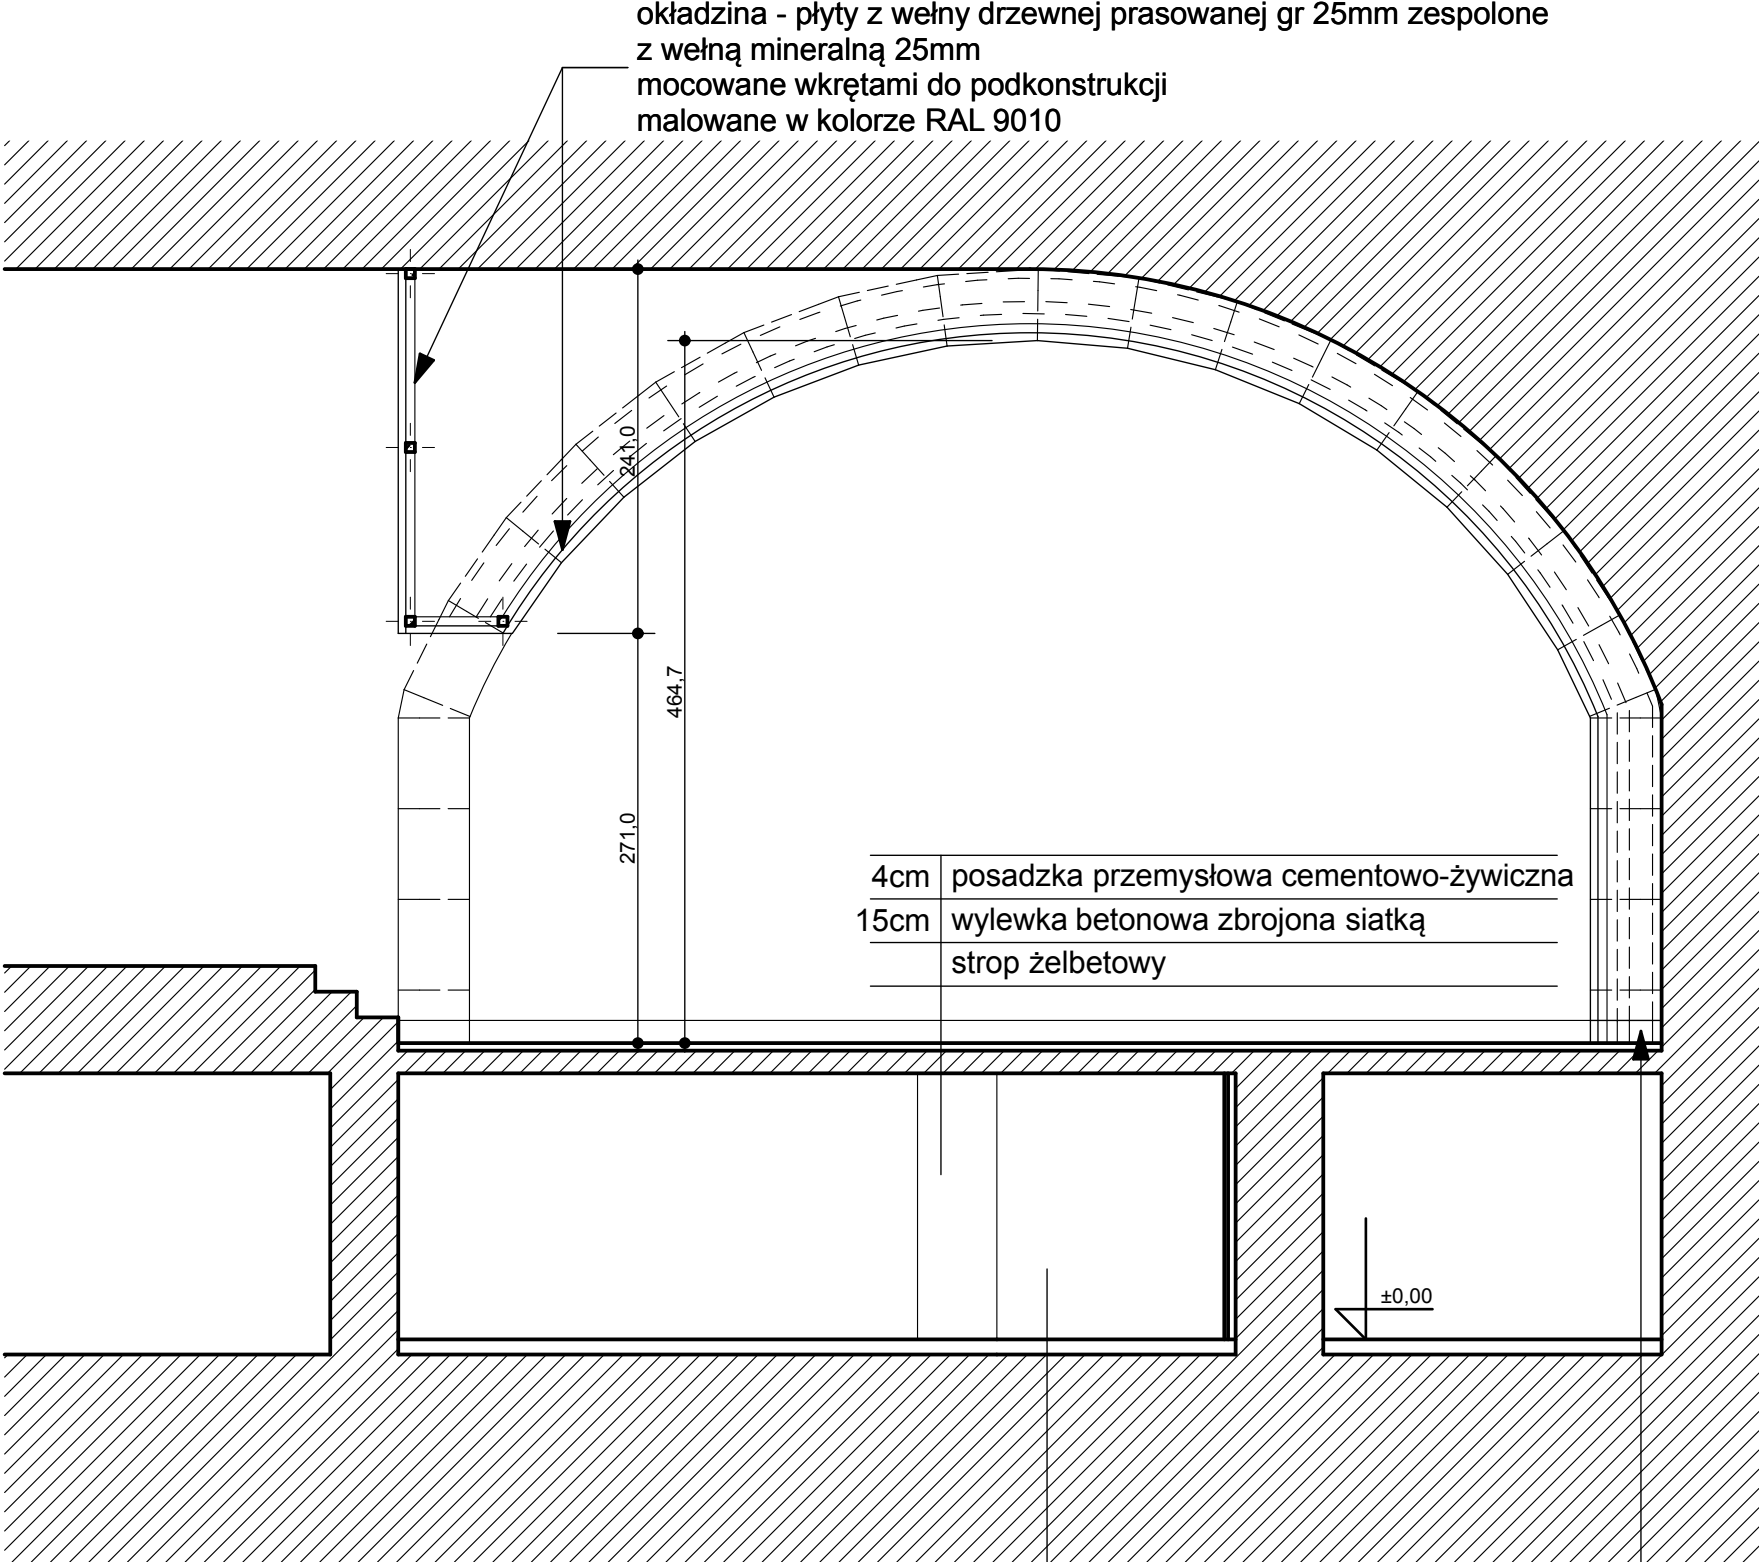 okładzina - płyty z wełny drzewnej prasowanej gr 25mm zespolone
z wełną mineralną 25mm
mocowane wkrętami do podkonstrukcji
malowane w kolorze RAL 9010
241,0
464,7
271,0
4cm posadzka przemysłowa cementowo-żywiczna
15cm wylewka betonowa zbrojona siatką
strop żelbetowy
±0,00